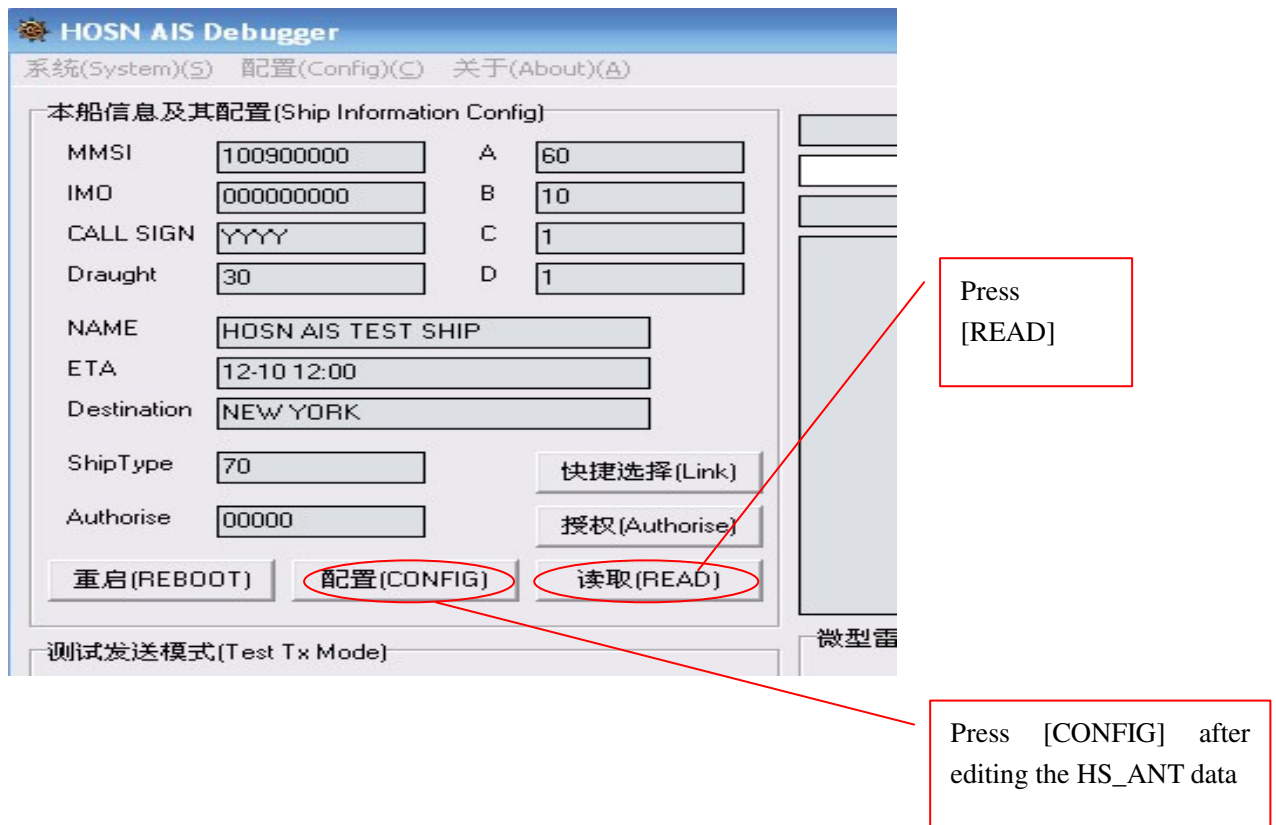 HOSN AIS Debugger
系统(System)(S) 配置(Config)(C) 关于(About)(A)
本船信息及其配置(Ship Information Config)
MMSI 100900000 A 60
IMO 000000000 B 10
CALL SIGN YYYY C 1
Draught 30 D 1
NAME HOSN AIS TEST SHIP
ETA 12-10 12:00
Destination NEW YORK
ShipType 70 快捷选择(Link)
Authorise 00000 授权(Authorise)
重启(REBOOT) 配置(CONFIG) 读取(READ)
测试发送模式(Test Tx Mode)
微型雷
Press
[READ]
Press [CONFIG] after
editing the HS_ANT data